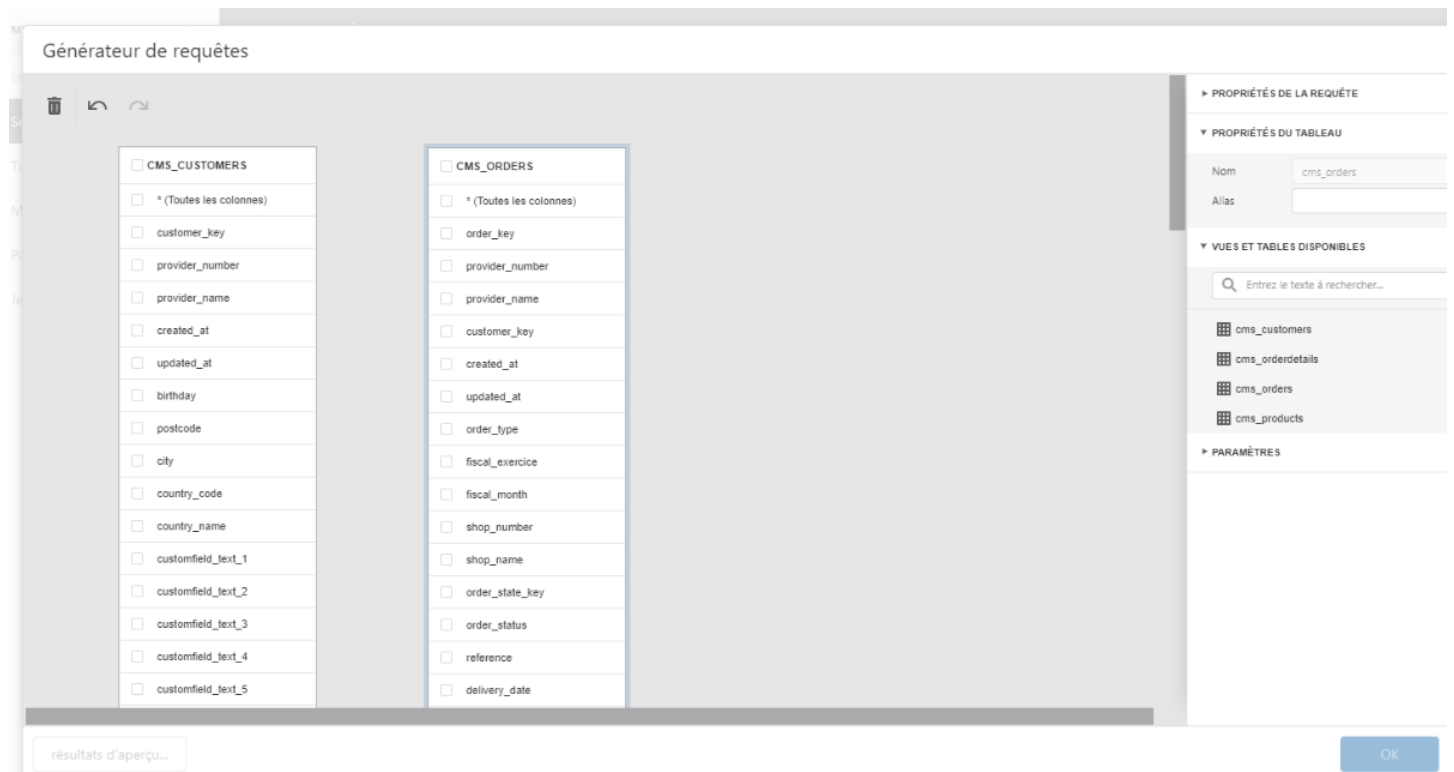 Générateur de requêtes
CMS_CUSTOMERS
* (Toutes les colonnes)
customer_key
provider_number
provider_name
created_at
updated_at
birthday
postcode
city
country_code
country_name
customfield_text_1
customfield_text_2
customfield_text_3
customfield_text_4
customfield_text_5
CMS_ORDERS
* (Toutes les colonnes)
order_key
provider_number
provider_name
customer_key
created_at
updated_at
order_type
fiscal_exercice
fiscal_month
shop_number
shop_name
order_state_key
order_status
reference
delivery_date
PROPRIÉTÉS DE LA REQUÊTE
PROPRIÉTÉS DU TABLEAU
Nom cms_orders
Alias
VUES ET TABLES DISPONIBLES
Entrez le texte à rechercher...
cms_customers
cms_orderdetails
cms_orders
cms_products
PARAMÈTRES
résultats d'aperçu...
OK